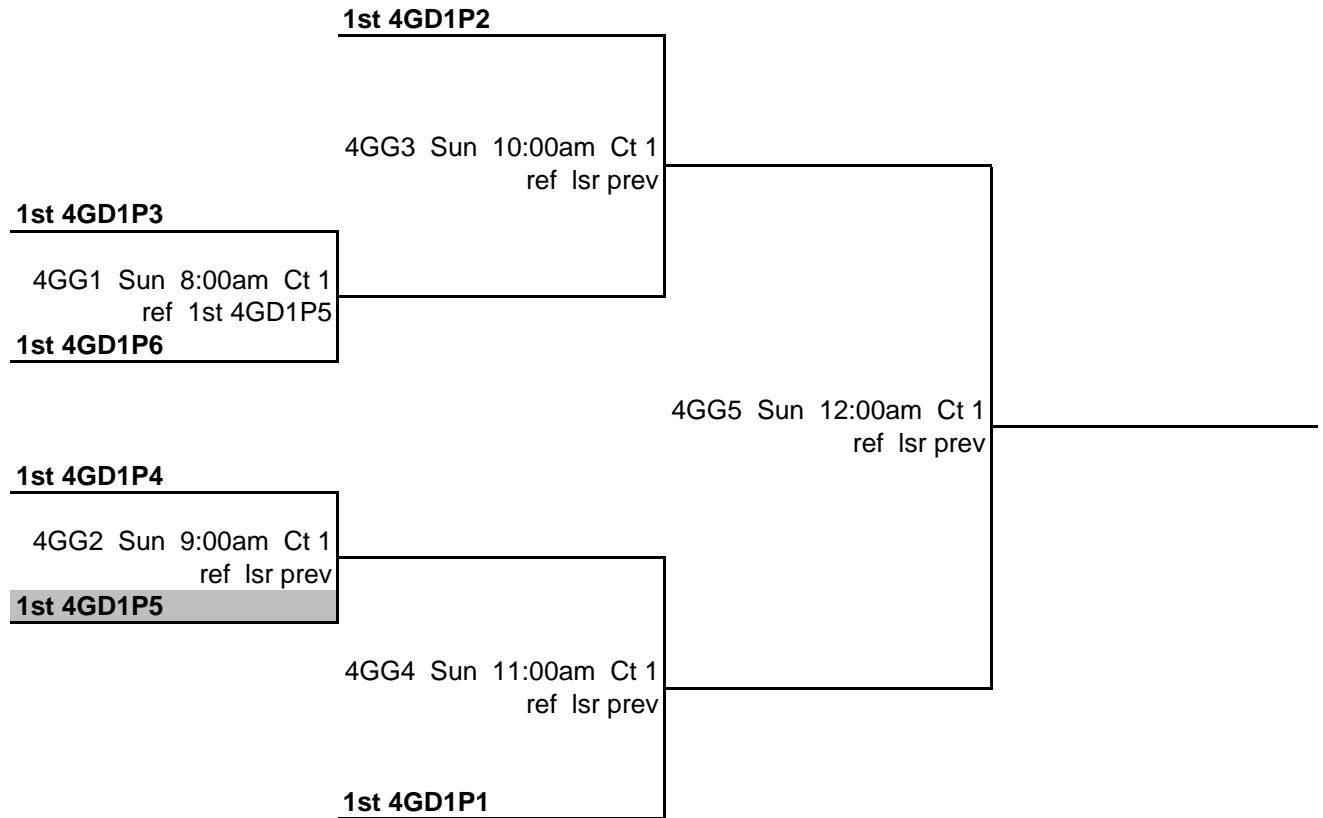 1st 4GD1P2
4GG3 Sun 10:00am Ct 1
ref lsr prev
1st 4GD1P3
4GG1 Sun 8:00am Ct 1
ref 1st 4GD1P5
1st 4GD1P6
4GG5 Sun 12:00am Ct 1
ref lsr prev
1st 4GD1P4
4GG2 Sun 9:00am Ct 1
ref lsr prev
1st 4GD1P5
4GG4 Sun 11:00am Ct 1
ref lsr prev
1st 4GD1P1